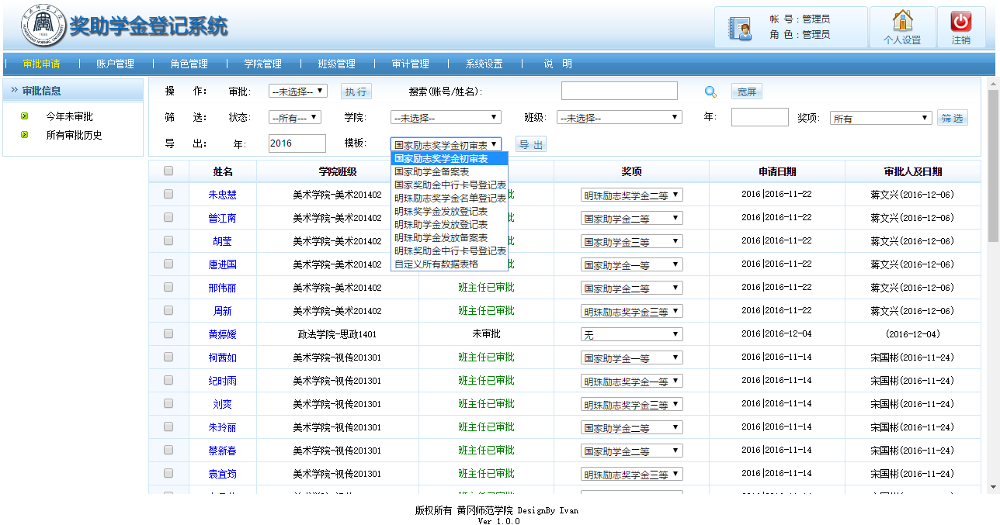 奖助学金登记系统
帐 号：管理员
角 色：管理员
个人设置
注销
审批申请 账户管理 角色管理 学院管理 班级管理 审计管理 系统设置 说 明
审批信息
今年未审批
所有审批历史
操 作： 审批: --未选择-- 执行 搜索(账号/姓名): 宽屏
筛 选： 状态: --所有--- 学院: --未选择-- 班级: --未选择-- 年: 奖项: 所有 筛选
导 出： 年: 2016 模板: 国家励志奖学金初审表 导 出
国家励志奖学金初审表
国家助学金备案表
国家奖助金中行卡号登记表
明珠励志奖学金名单登记表
明珠奖学金发放登记表
明珠助学金发放登记表
明珠助学金发放备案表
明珠奖助金中行卡号登记表
自定义所有数据表格
姓名 学院班级 奖项 申请日期 审批人及日期
朱忠慧 美术学院-美术201402 批 明珠励志奖学金二等 2016|2016-11-22 蒋文兴(2016-12-06)
曾江南 美术学院-美术201402 批 国家助学金二等 2016|2016-11-22 蒋文兴(2016-12-06)
胡莹 美术学院-美术201402 批 国家助学金三等 2016|2016-11-22 蒋文兴(2016-12-06)
唐进国 美术学院-美术201402 批 国家助学金一等 2016|2016-11-22 蒋文兴(2016-12-06)
邢伟丽 美术学院-美术201402 班主任已审批 国家助学金二等 2016|2016-11-22 蒋文兴(2016-12-06)
周新 美术学院-美术201402 班主任已审批 明珠励志奖学金三等 2016|2016-11-22 蒋文兴(2016-12-06)
黄婷嫒 政法学院-思政1401 未审批 无 2016|2016-12-04 (2016-12-04)
柯茜如 美术学院-视传201301 班主任已审批 国家助学金一等 2016|2016-11-14 宋国彬(2016-11-24)
纪时雨 美术学院-视传201301 班主任已审批 明珠励志奖学金一等 2016|2016-11-14 宋国彬(2016-11-24)
刘爽 美术学院-视传201301 班主任已审批 明珠励志奖学金三等 2016|2016-11-14 宋国彬(2016-11-24)
朱玲丽 美术学院-视传201301 班主任已审批 国家助学金二等 2016|2016-11-14 宋国彬(2016-11-24)
蔡新春 美术学院-视传201301 班主任已审批 国家助学金二等 2016|2016-11-14 宋国彬(2016-11-24)
袁宜筠 美术学院-视传201301 班主任已审批 明珠励志奖学金三等 2016|2016-11-14 宋国彬(2016-11-24)
版权所有 黄冈师范学院 DesignBy Ivan
Ver 1.0.0